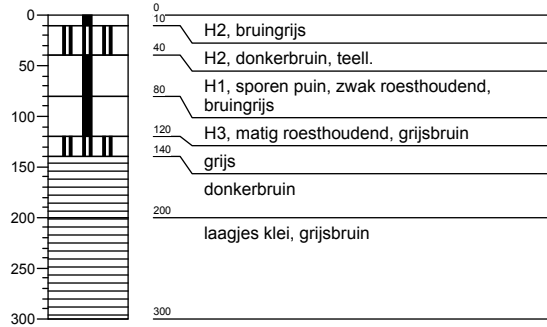 0
0
10
H2, bruingrijs
40
H2, donkerbruin, teell.
50
80
H1, sporen puin, zwak roesthoudend,
bruingrijs
100
120
H3, matig roesthoudend, grijsbruin
140
grijs
150
donkerbruin
200
200
laagjes klei, grijsbruin
250
300
300